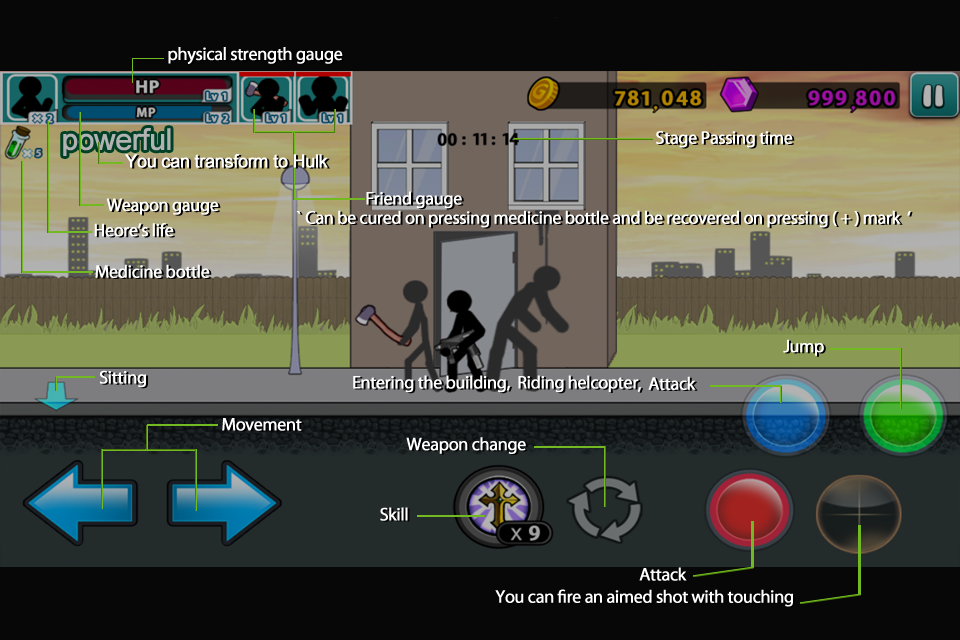 physical strength gauge
HP
Lv 1
MP
Lv 2
x 2
Lv 1
Lv 1
781,048
999,800
x 5
powerful
00 : 11 : 14
Stage Passing time
You can transform to Hulk
Friend gauge
Weapon gauge
` Can be cured on pressing medicine bottle and be recovered on pressing ( + ) mark ′
Heore's life
Medicine bottle
Jump
Sitting
Entering the building, Riding helcopter, Attack
Movement
Weapon change
Skill
x 9
Attack
You can fire an aimed shot with touching